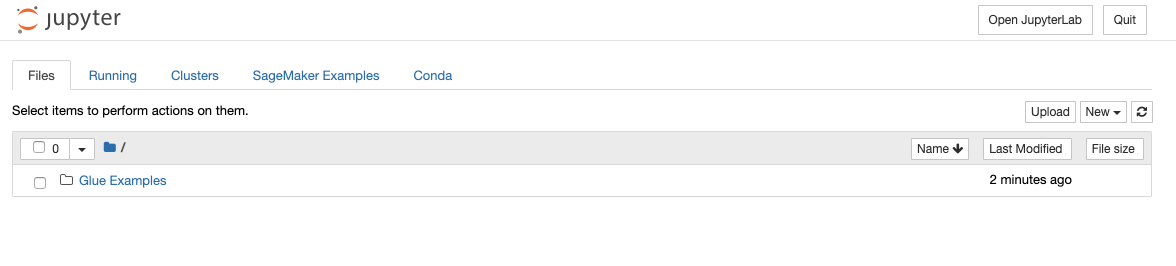 jupyter
Open JupyterLab Quit
Files Running Clusters SageMaker Examples Conda
Select items to perform actions on them.
Upload New
0 / Name Last Modified File size
Glue Examples 2 minutes ago